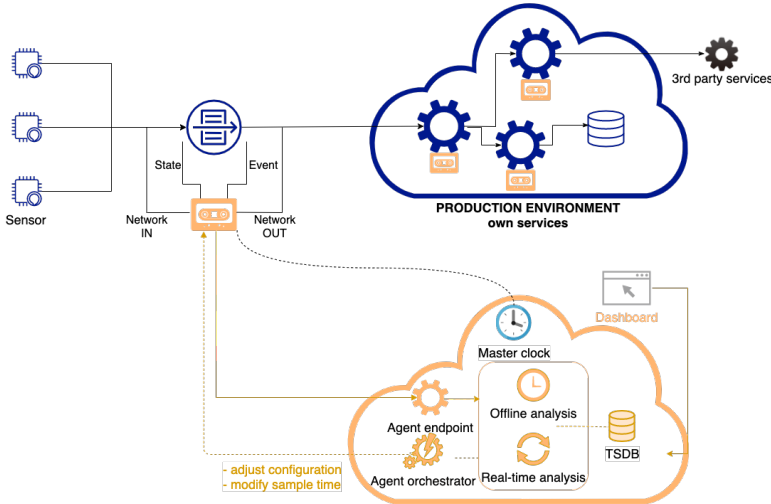 3rd party services
State
Event
PRODUCTION ENVIRONMENT
own services
Sensor
Network
IN
Network
OUT
Dashboard
Master clock
Offline analysis
Agent endpoint
TSDB
Real-time analysis
Agent orchestrator
- adjust configuration
- modify sample time